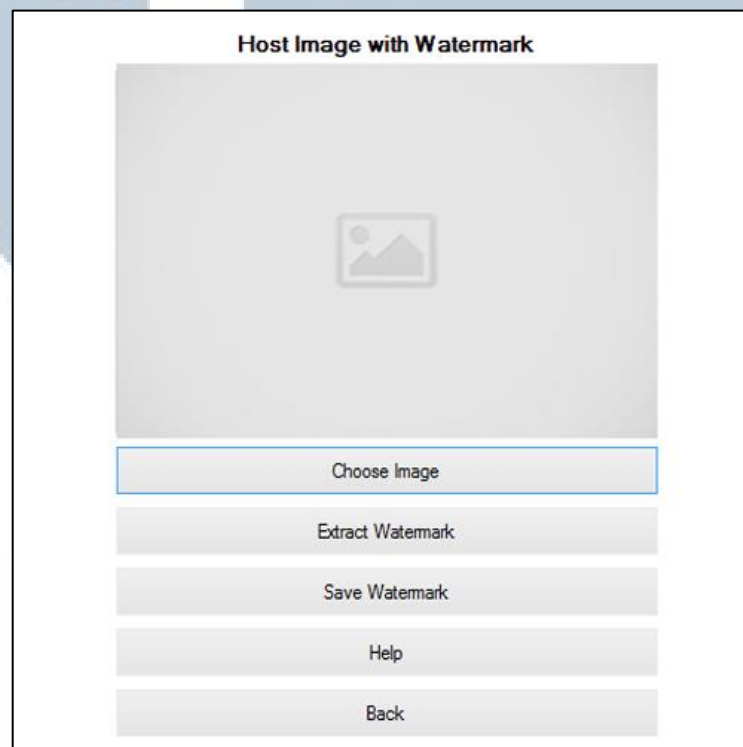 Host Image with Watermark
Choose Image
Extract Watermark
Save Watermark
Help
Back